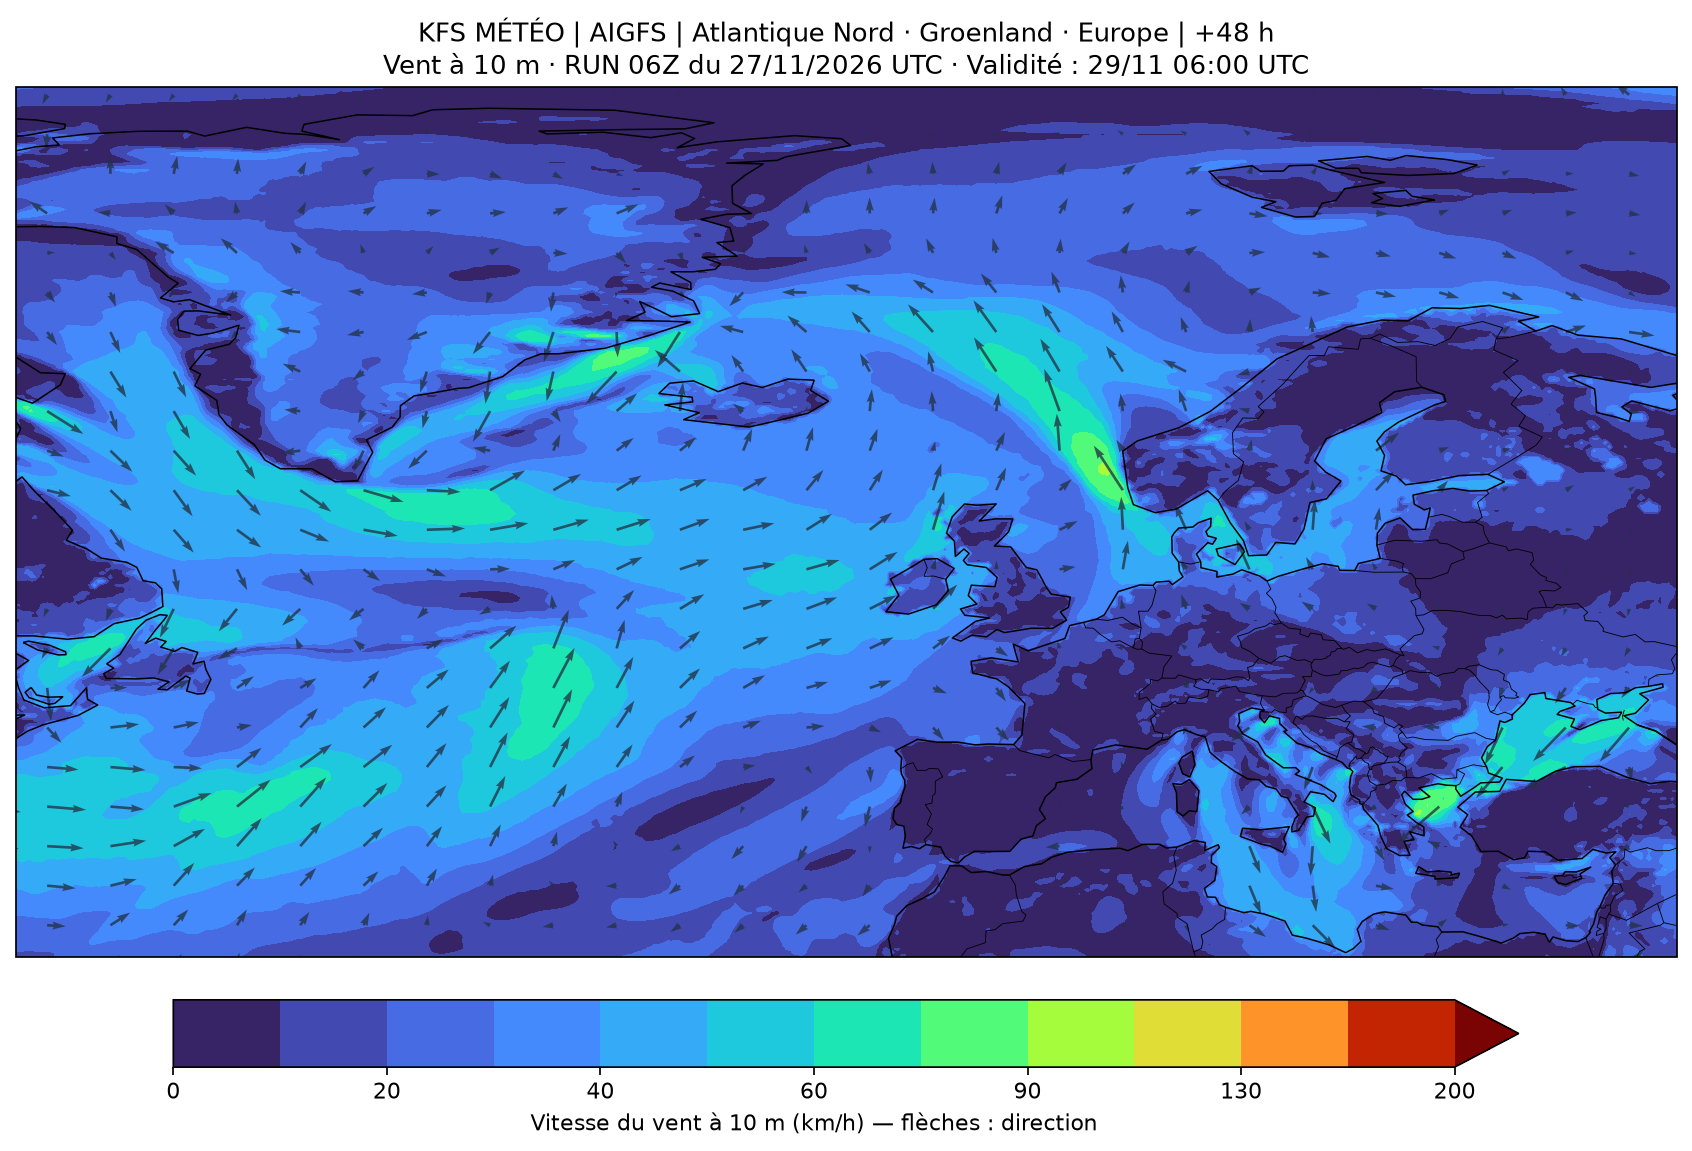 KFS MÉTÉO | AIGFS | Atlantique Nord · Groenland · Europe | +48 h
Vent à 10 m · RUN 06Z du 27/11/2026 UTC · Validité : 29/11 06:00 UTC
0 20 40 60 90 130 200
Vitesse du vent à 10 m (km/h) — flèches : direction